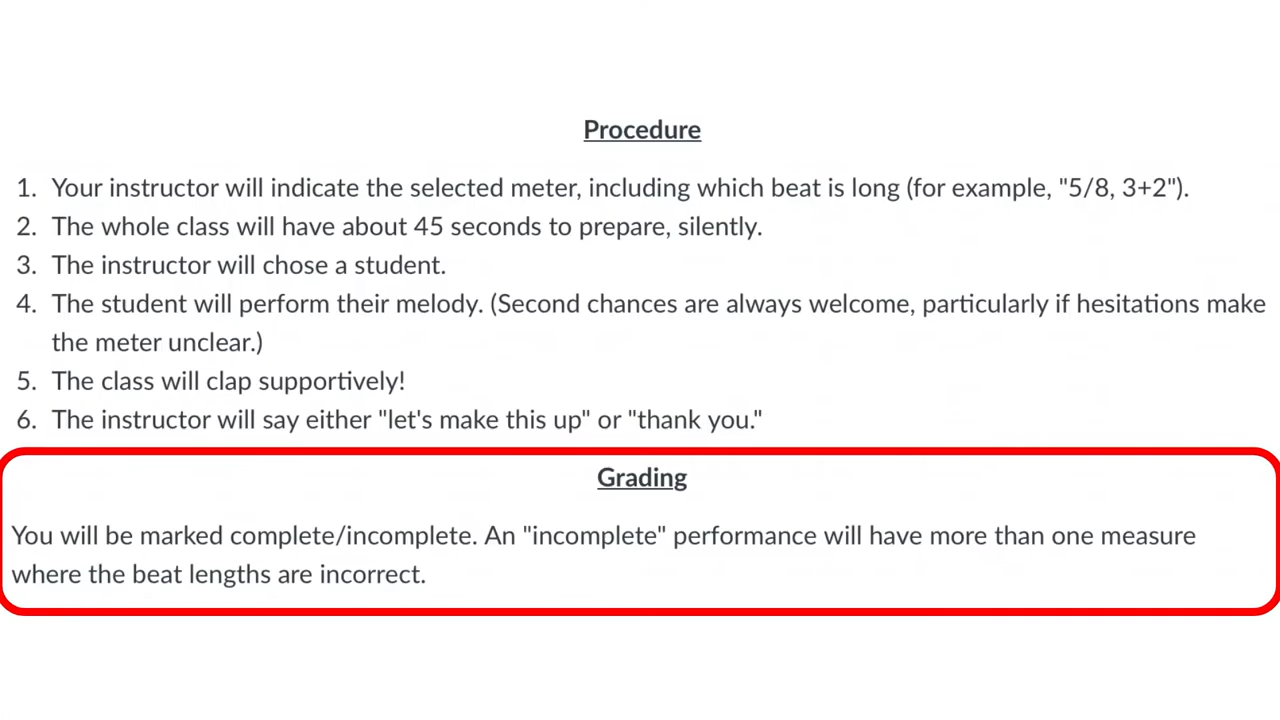 Procedure
1. Your instructor will indicate the selected meter, including which beat is long (for example, "5/8, 3+2").
2. The whole class will have about 45 seconds to prepare, silently.
3. The instructor will chose a student.
4. The student will perform their melody. (Second chances are always welcome, particularly if hesitations make
the meter unclear.)
5. The class will clap supportively!
6. The instructor will say either "let's make this up" or "thank you."
Grading
You will be marked complete/incomplete. An "incomplete" performance will have more than one measure
where the beat lengths are incorrect.